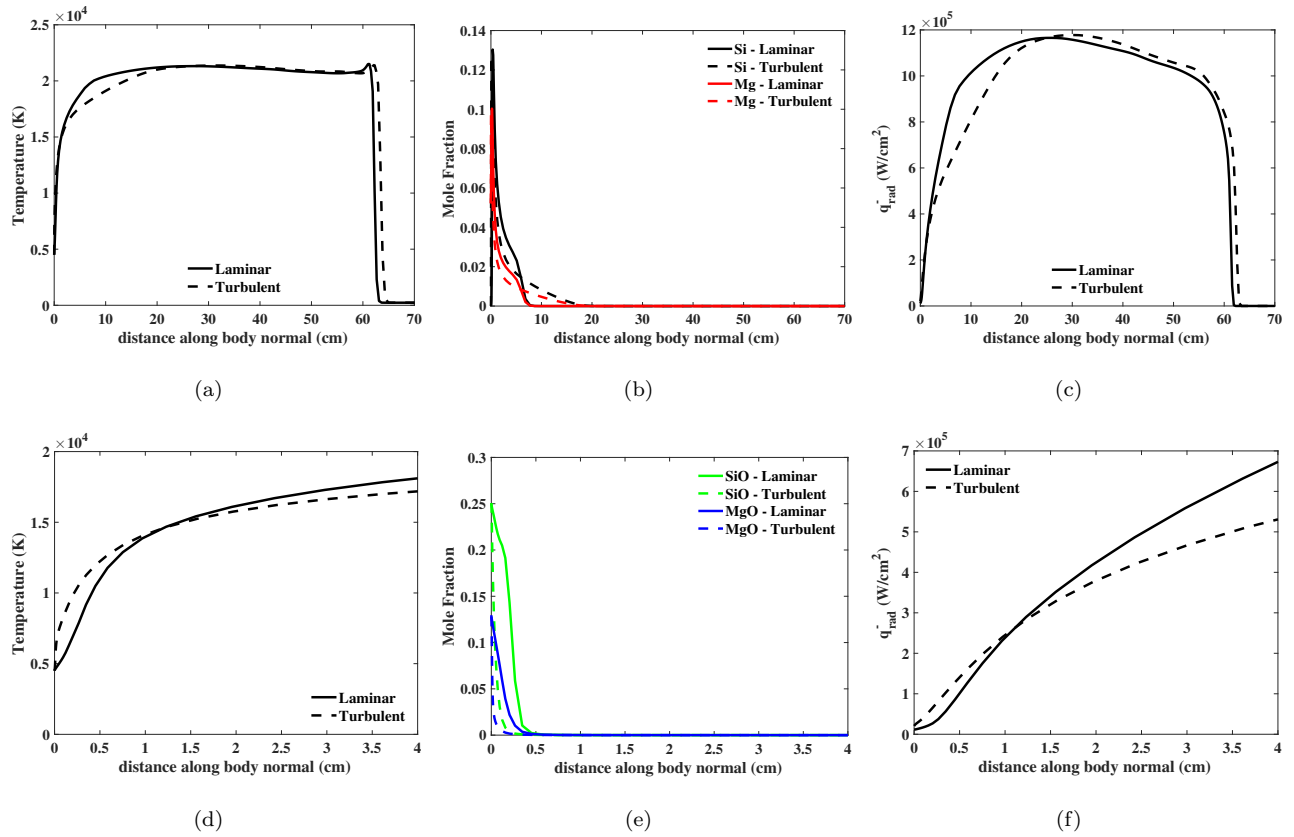 ×10⁴
2.5
2
1.5
1
0.5
0
0 10 20 30 40 50 60 70
Temperature (K)
distance along body normal (cm)
Laminar
Turbulent
(a)
0.14
0.12
0.1
0.08
0.06
0.04
0.02
0
0 10 20 30 40 50 60 70
Mole Fraction
distance along body normal (cm)
Si - Laminar
Si - Turbulent
Mg - Laminar
Mg - Turbulent
(b)
×10⁵
12
10
8
6
4
2
0
0 10 20 30 40 50 60 70
q⁻rad (W/cm²)
distance along body normal (cm)
Laminar
Turbulent
(c)
×10⁴
2
1.5
1
0.5
0
0 0.5 1 1.5 2 2.5 3 3.5 4
Temperature (K)
distance along body normal (cm)
Laminar
Turbulent
(d)
0.3
0.25
0.2
0.15
0.1
0.05
0
0 0.5 1 1.5 2 2.5 3 3.5 4
Mole Fraction
distance along body normal (cm)
SiO - Laminar
SiO - Turbulent
MgO - Laminar
MgO - Turbulent
(e)
×10⁵
7
6
5
4
3
2
1
0
0 0.5 1 1.5 2 2.5 3 3.5 4
q⁻rad (W/cm²)
distance along body normal (cm)
Laminar
Turbulent
(f)